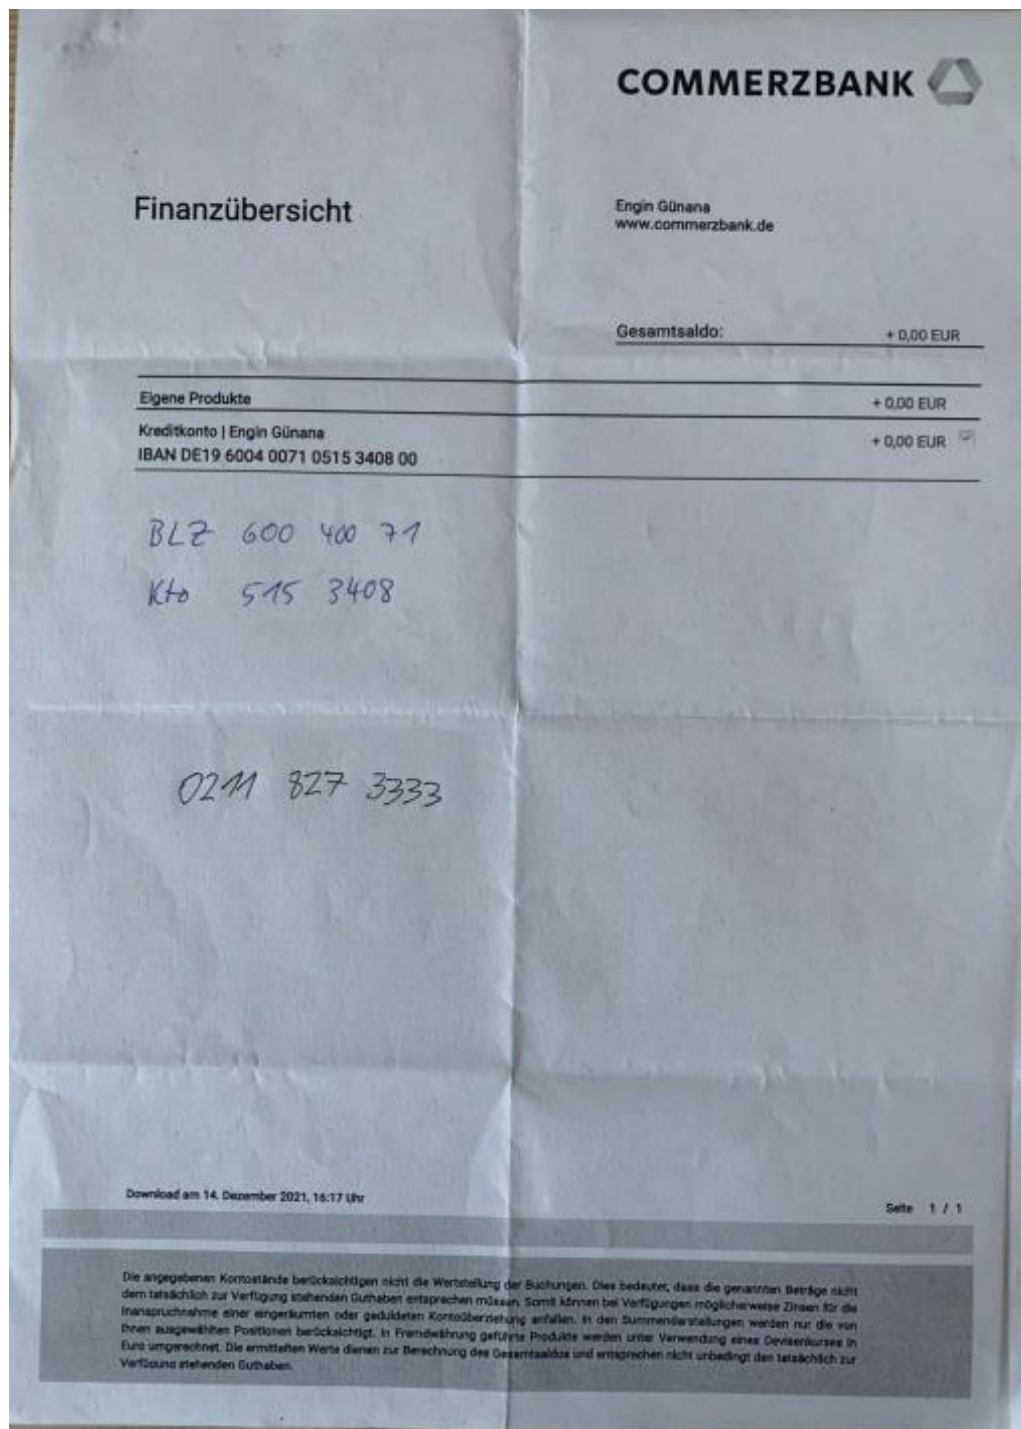 COMMERZBANK
Finanzübersicht
Engin Günana
www.commerzbank.de
Gesamtsaldo: + 0,00 EUR
Eigene Produkte + 0,00 EUR
Kreditkonto | Engin Günana
IBAN DE19 6004 0071 0515 3408 00 + 0,00 EUR
BLZ 600 400 71
Kto 515 3408
0211 827 3333
Download am 14. Dezember 2021, 16:17 Uhr
Seite 1 / 1
Die angegebenen Kontostände berücksichtigen nicht die Wertstellung der Buchungen. Dies bedeutet, dass die genannten Beträge nicht
dem tatsächlich zur Verfügung stehenden Guthaben entsprechen müssen. Somit können bei Verfügungen möglicherweise Zinsen für die
Inanspruchnahme einer eingeräumten oder geduldeten Kontoüberziehung anfallen. In den Summendarstellungen werden nur die von
Ihnen ausgewählten Positionen berücksichtigt. In Fremdwährung geführte Produkte werden unter Verwendung eines Devisenkurses in
Euro umgerechnet. Die ermittelten Werte dienen zur Berechnung des Gesamtsaldos und entsprechen nicht unbedingt den tatsächlich zur
Verfügung stehenden Guthaben.